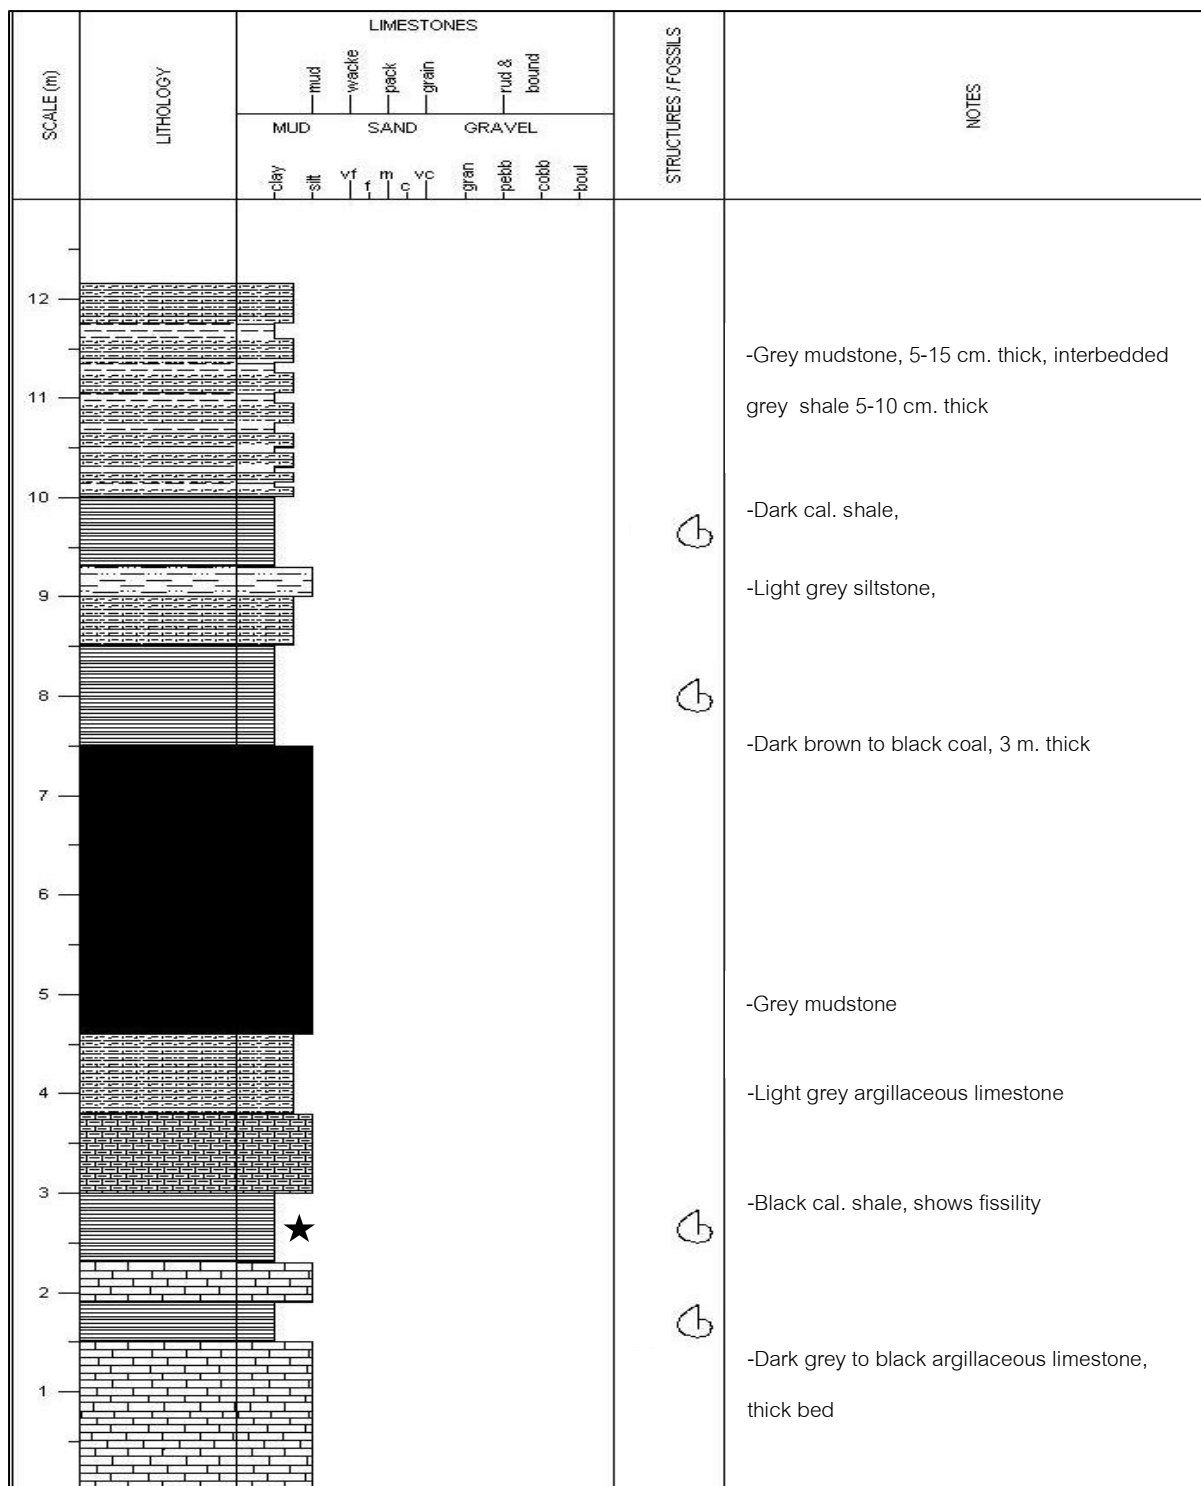 SCALE (m)
LITHOLOGY
LIMESTONES
mud
wacke
pack
grain
rud &
bound
MUD SAND GRAVEL
clay
silt
vf
f
m
c
vc
gran
pebb
cobb
boul
STRUCTURES / FOSSILS
NOTES
12
11
10
9
8
7
6
5
4
3
2
1
-Grey mudstone, 5-15 cm. thick, interbedded
grey shale 5-10 cm. thick
-Dark cal. shale,
-Light grey siltstone,
-Dark brown to black coal, 3 m. thick
-Grey mudstone
-Light grey argillaceous limestone
-Black cal. shale, shows fissility
-Dark grey to black argillaceous limestone,
thick bed